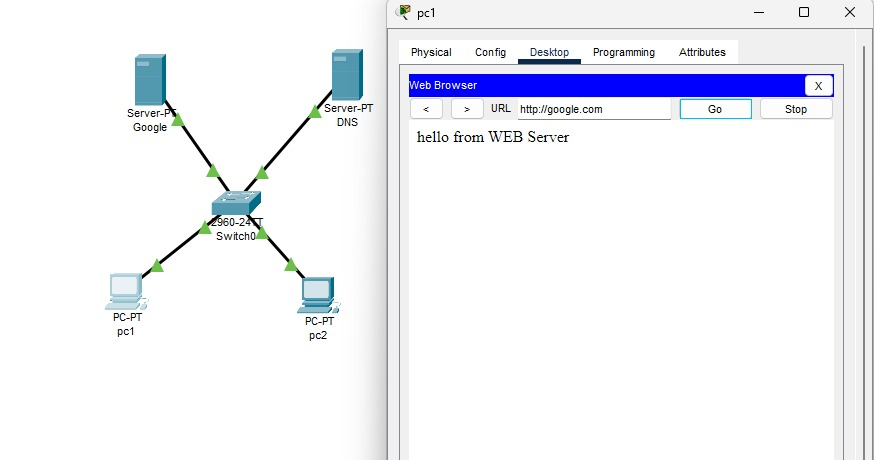 Server-PT
Google
Server-PT
DNS
2960-24TT
Switch0
PC-PT
pc1
PC-PT
pc2
pc1
Physical Config Desktop Programming Attributes
Web Browser X
< > URL http://google.com Go Stop
hello from WEB Server